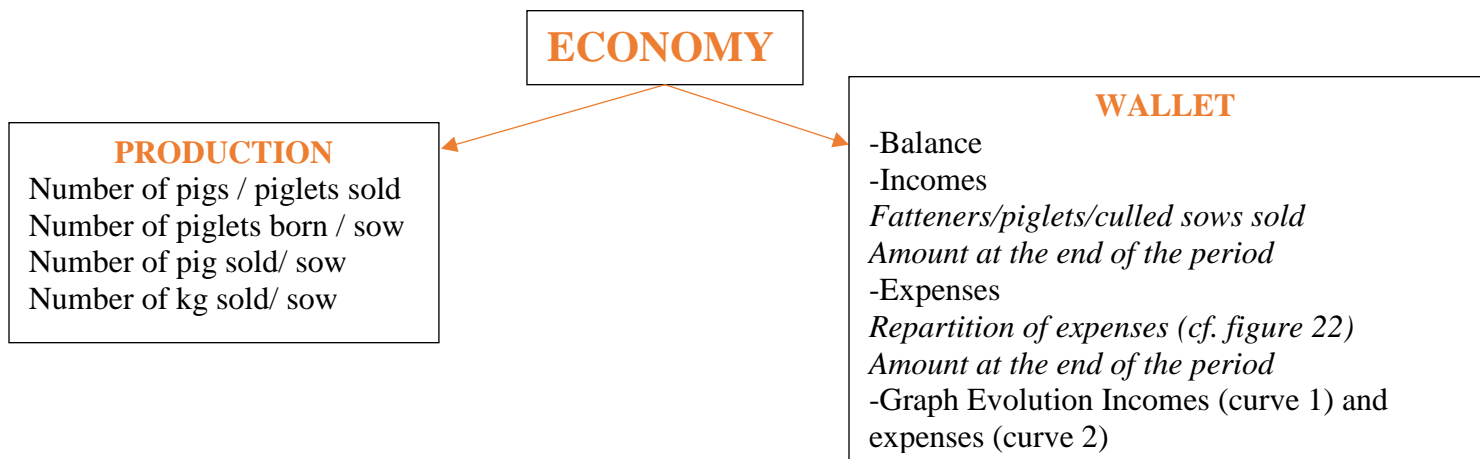 ECONOMY
PRODUCTION
Number of pigs / piglets sold
Number of piglets born / sow
Number of pig sold/ sow
Number of kg sold/ sow
WALLET
-Balance
-Incomes
Fatteners/piglets/culled sows sold
Amount at the end of the period
-Expenses
Repartition of expenses (cf. figure 22)
Amount at the end of the period
-Graph Evolution Incomes (curve 1) and
expenses (curve 2)